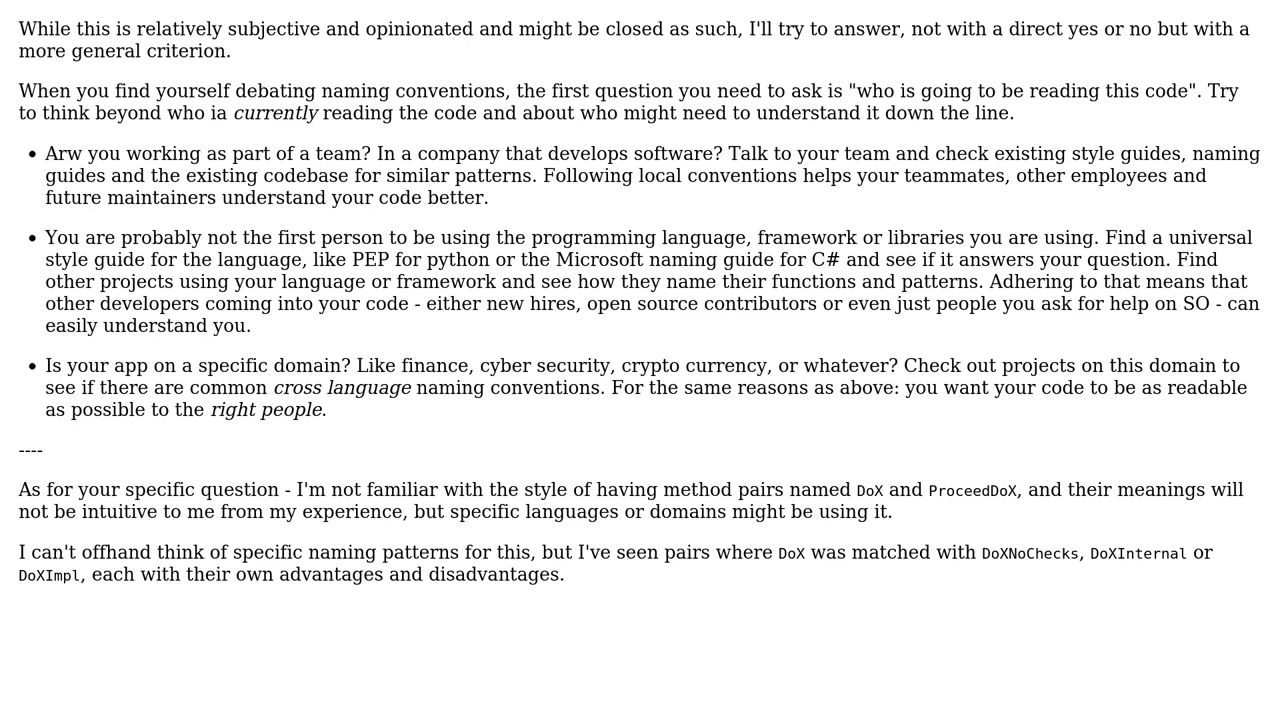 While this is relatively subjective and opinionated and might be closed as such, I'll try to answer, not with a direct yes or no but with a
more general criterion.
When you find yourself debating naming conventions, the first question you need to ask is "who is going to be reading this code". Try
to think beyond who ia currently reading the code and about who might need to understand it down the line.
• Arw you working as part of a team? In a company that develops software? Talk to your team and check existing style guides, naming
guides and the existing codebase for similar patterns. Following local conventions helps your teammates, other employees and
future maintainers understand your code better.
• You are probably not the first person to be using the programming language, framework or libraries you are using. Find a universal
style guide for the language, like PEP for python or the Microsoft naming guide for C# and see if it answers your question. Find
other projects using your language or framework and see how they name their functions and patterns. Adhering to that means that
other developers coming into your code - either new hires, open source contributors or even just people you ask for help on SO - can
easily understand you.
• Is your app on a specific domain? Like finance, cyber security, crypto currency, or whatever? Check out projects on this domain to
see if there are common cross language naming conventions. For the same reasons as above: you want your code to be as readable
as possible to the right people.
----
As for your specific question - I'm not familiar with the style of having method pairs named DoX and ProceedDoX, and their meanings will
not be intuitive to me from my experience, but specific languages or domains might be using it.
I can't offhand think of specific naming patterns for this, but I've seen pairs where DoX was matched with DoXNoChecks, DoXInternal or
DoXImpl, each with their own advantages and disadvantages.